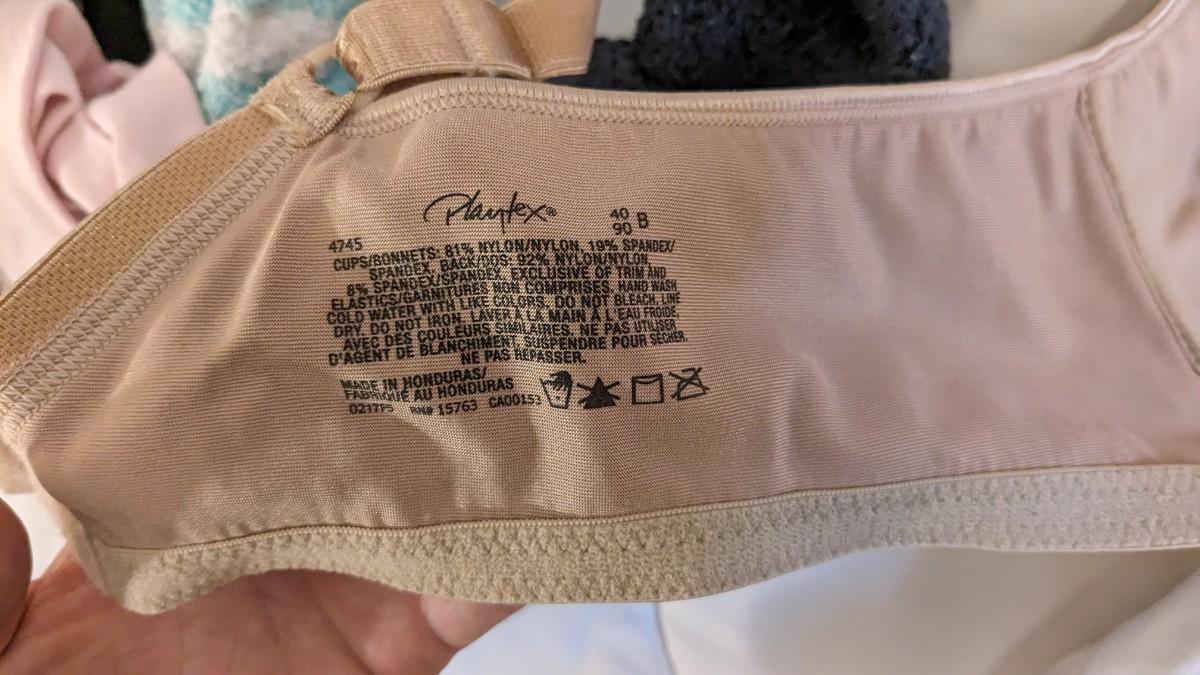 Playtex®
40
90 B
4745
CUPS/BONNETS: 81% NYLON/NYLON, 19% SPANDEX/
SPANDEX, BACK/DOS: 92% NYLON/NYLON
8% SPANDEX/SPANDEX, EXCLUSIVE OF TRIM AND
ELASTICS/GARNITURES NON COMPRISES. HAND WASH
COLD WATER WITH LIKE COLORS. DO NOT BLEACH. LINE
DRY. DO NOT IRON. LAVER À LA MAIN À L'EAU FROIDE,
AVEC DES COULEURS SIMILAIRES. NE PAS UTILISER
D'AGENT DE BLANCHIMENT. SUSPENDRE POUR SÉCHER.
NE PAS REPASSER.
MADE IN HONDURAS/
FABRIQUÉ AU HONDURAS
0217F5 RN# 15763 CA00153